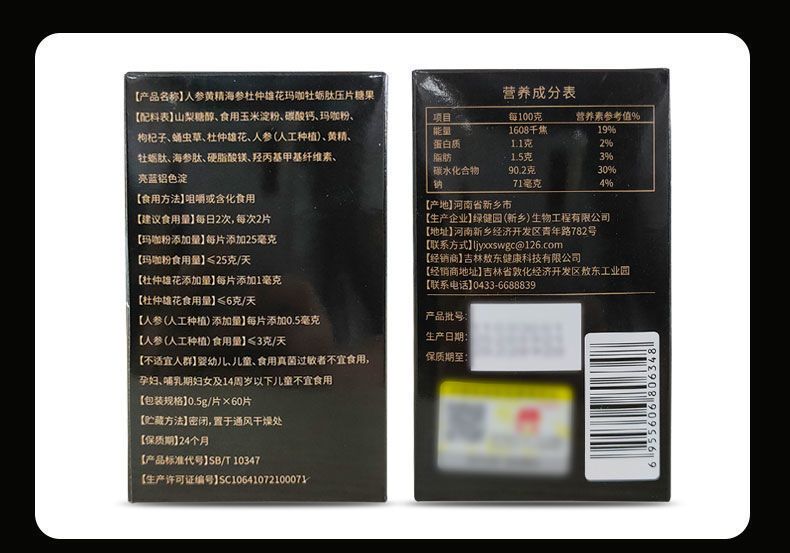 【产品名称】人参黄精海参杜仲雄花玛咖牡蛎肽压片糖果
【配料表】山梨糖醇、食用玉米淀粉、碳酸钙、玛咖粉、
枸杞子、蛹虫草、杜仲雄花、人参(人工种植)、黄精、
牡蛎肽、海参肽、硬脂酸镁、羟丙基甲基纤维素、
亮蓝铝色淀
【食用方法】咀嚼或含化食用
【建议食用量】每日2次,每次2片
【玛咖粉添加量】每片添加25毫克
【玛咖粉食用量】≤25克/天
【杜仲雄花添加量】每片添加1毫克
【杜仲雄花食用量】≤6克/天
【人参(人工种植)添加量】每片添加0.5毫克
【人参(人工种植)食用量】≤3克/天
【不适宜人群】婴幼儿、儿童、食用真菌过敏者不宜食用,
孕妇、哺乳期妇女及14周岁以下儿童不宜食用
【包装规格】0.5g/片×60片
【贮藏方法】密闭,置于通风干燥处
【保质期】24个月
【产品标准代号】SB/T 10347
【生产许可证编号】SC10641072100071
营养成分表
项目 每100克 营养素参考值%
能量 1608千焦 19%
蛋白质 1.1克 2%
脂肪 1.5克 3%
碳水化合物 90.2克 30%
钠 71毫克 4%
【产地】河南省新乡市
【生产企业】绿健园(新乡)生物工程有限公司
【地址】河南新乡经济开发区青年路782号
【联系方式】ljyxxswgc@126.com
【经销商】吉林敖东健康科技有限公司
【经销商地址】吉林省敦化经济开发区敖东工业园
【联系电话】0433-6688839
产品批号:
生产日期:
保质期至:
6 955606 806348